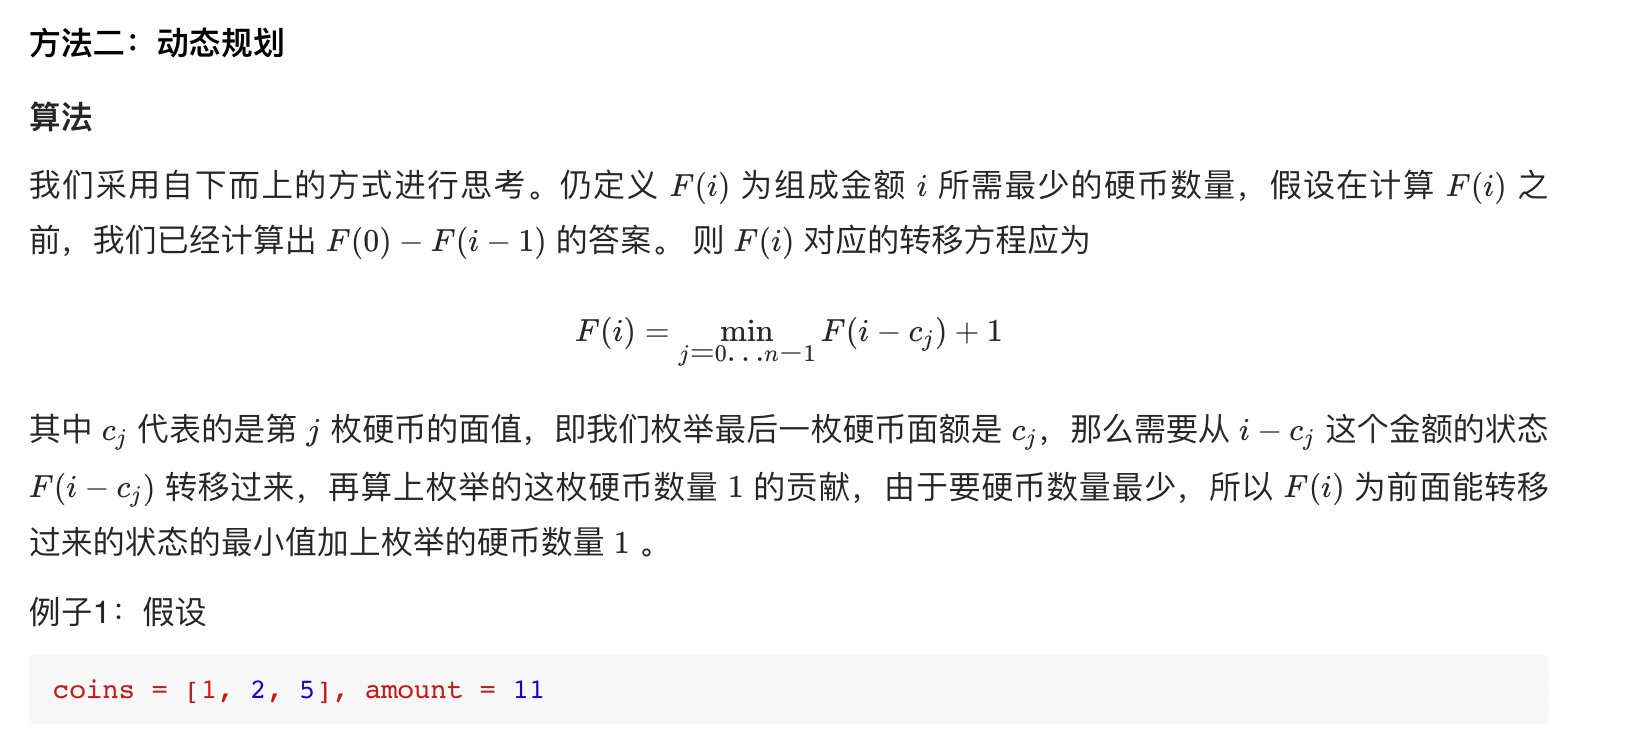 方法二：动态规划
算法
我们采用自下而上的方式进行思考。仍定义 F(i) 为组成金额 i 所需最少的硬币数量，假设在计算 F(i) 之
前，我们已经计算出 F(0) − F(i − 1) 的答案。 则 F(i) 对应的转移方程应为
F(i) = min_{j=0…n−1} F(i − c_j) + 1
其中 c_j 代表的是第 j 枚硬币的面值，即我们枚举最后一枚硬币面额是 c_j，那么需要从 i − c_j 这个金额的状态
F(i − c_j) 转移过来，再算上枚举的这枚硬币数量 1 的贡献，由于要硬币数量最少，所以 F(i) 为前面能转移
过来的状态的最小值加上枚举的硬币数量 1 。
例子1：假设
coins = [1, 2, 5], amount = 11